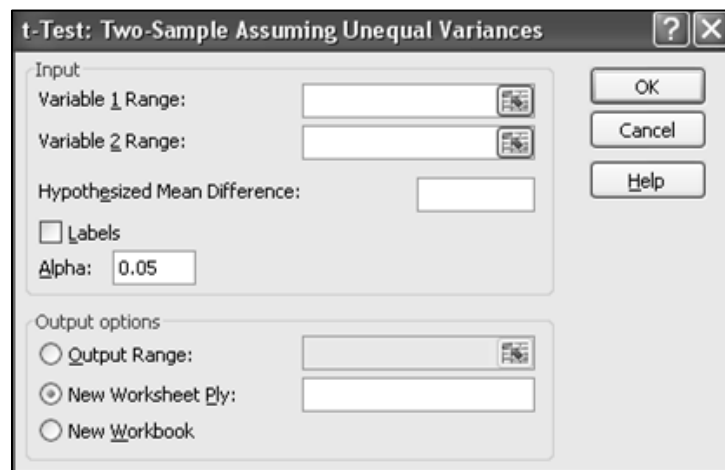 t-Test: Two-Sample Assuming Unequal Variances
Input
Variable 1 Range:
Variable 2 Range:
Hypothesized Mean Difference:
Labels
Alpha: 0.05
OK
Cancel
Help
Output options
Output Range:
New Worksheet Ply:
New Workbook